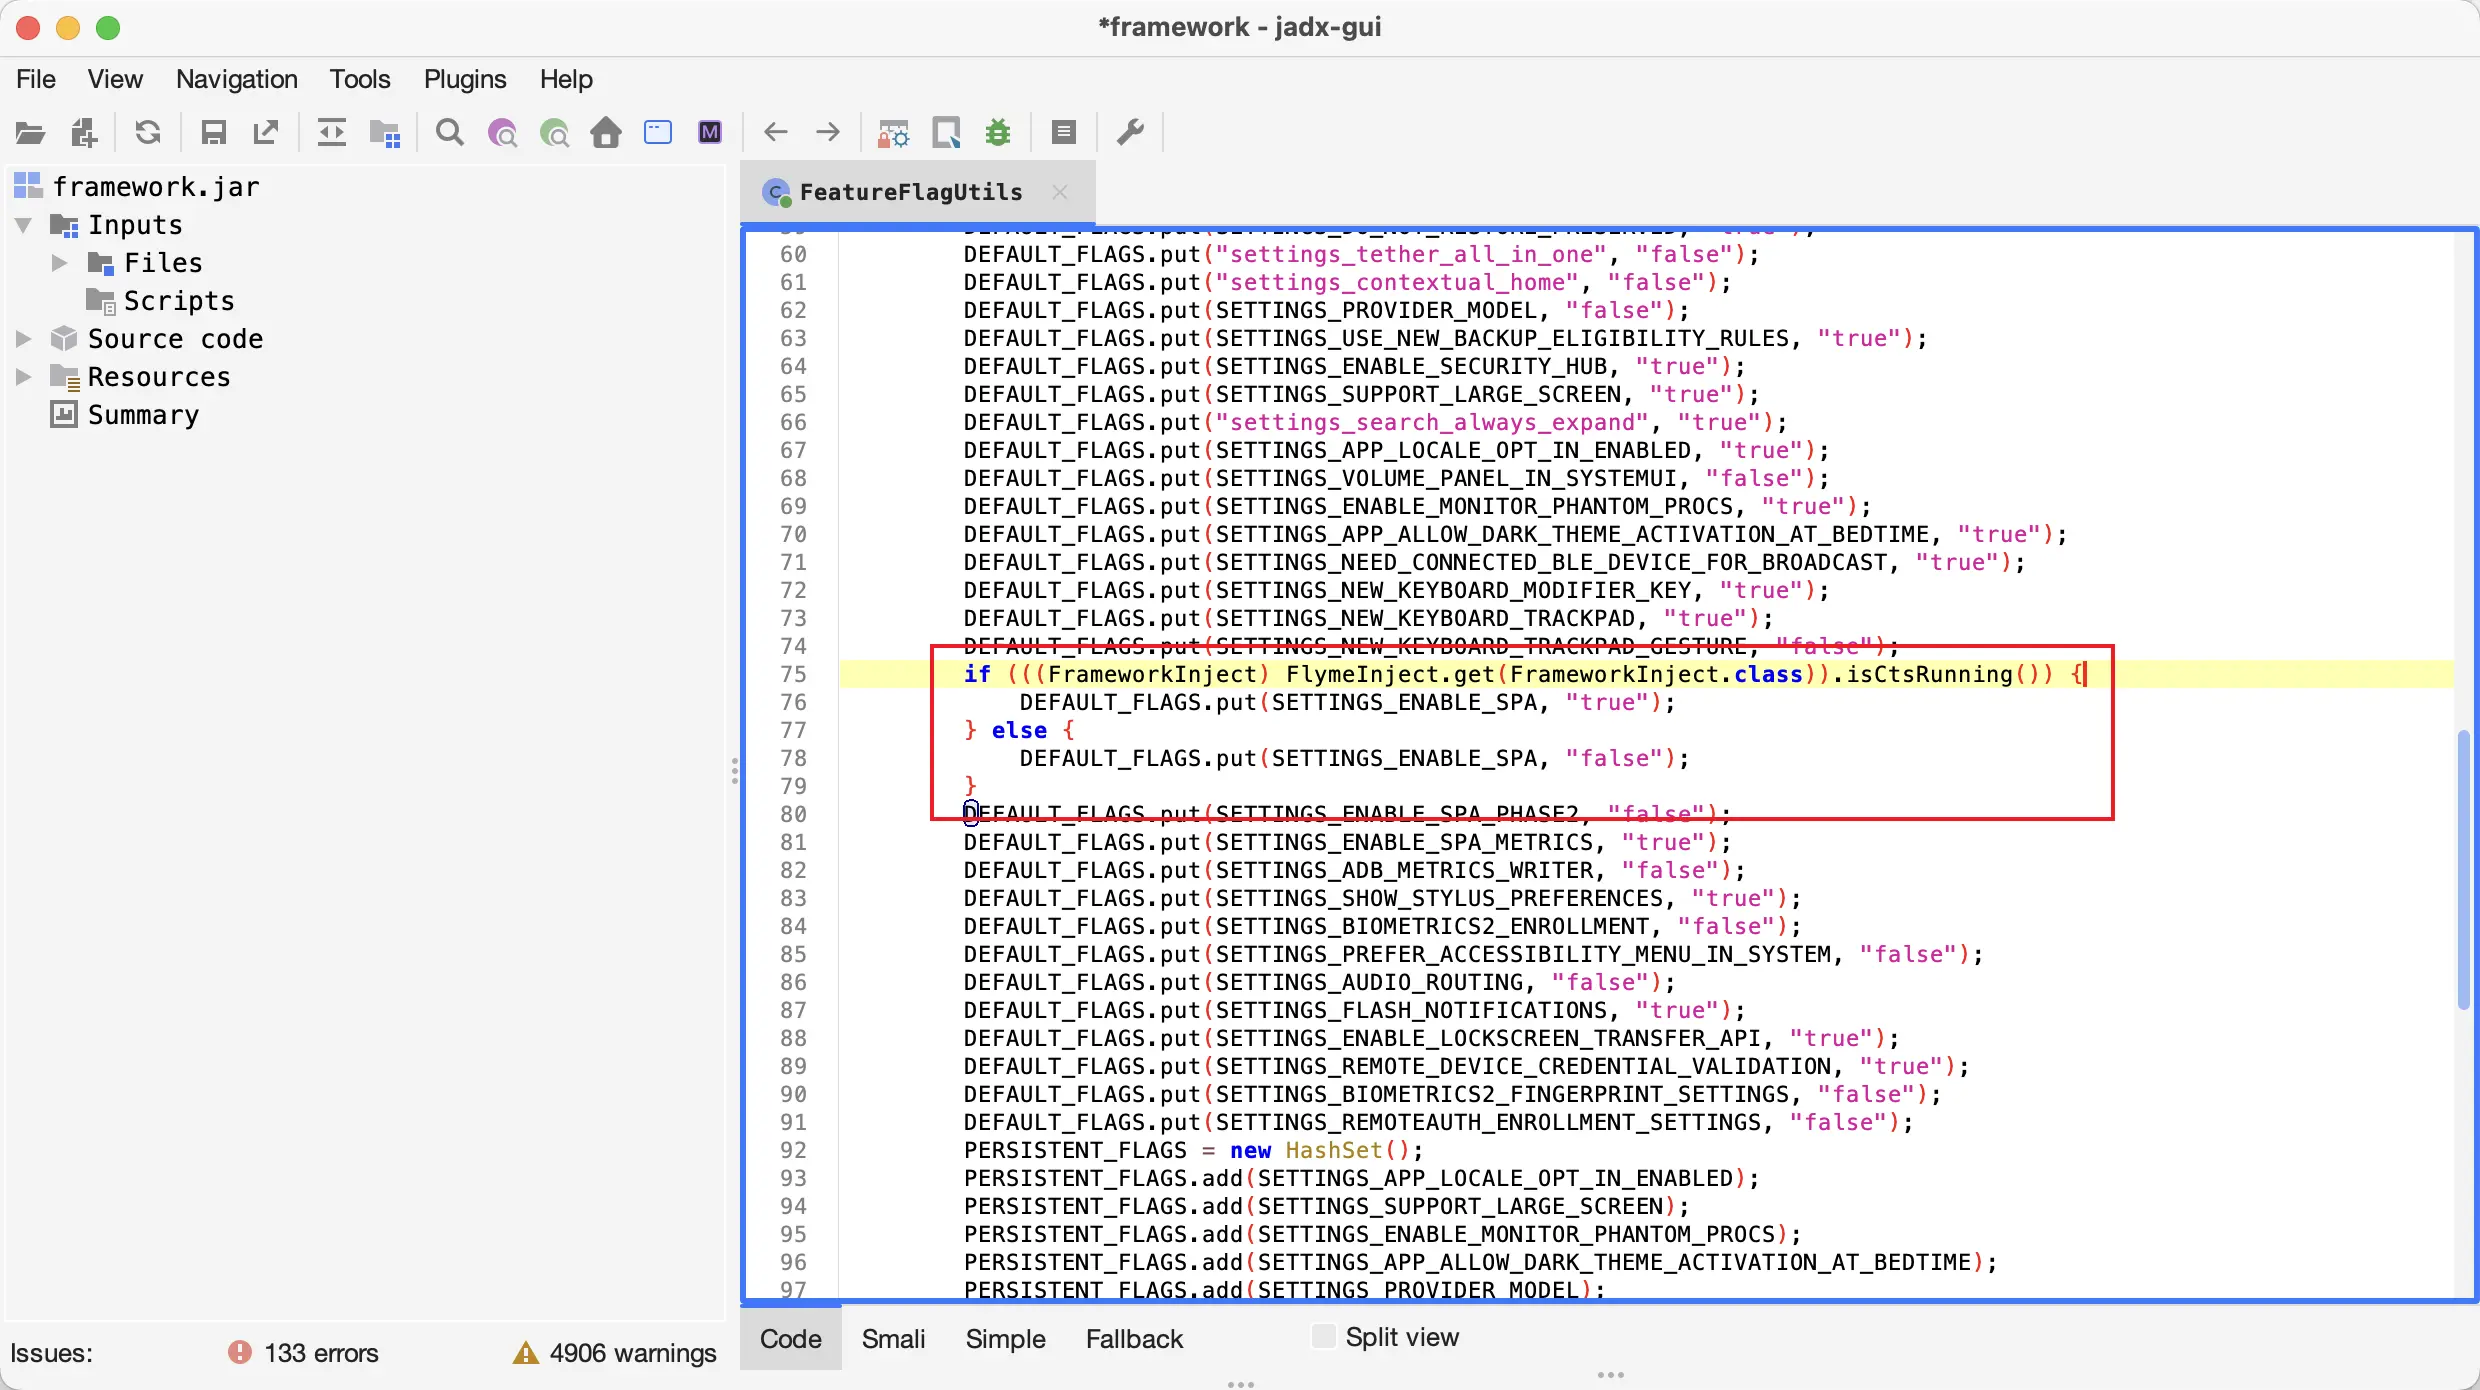 *framework - jadx-gui
File View Navigation Tools Plugins Help
framework.jar
Inputs
Files
Scripts
Source code
Resources
Summary
FeatureFlagUtils
60 DEFAULT_FLAGS.put("settings_tether_all_in_one", "false");
61 DEFAULT_FLAGS.put("settings_contextual_home", "false");
62 DEFAULT_FLAGS.put(SETTINGS_PROVIDER_MODEL, "false");
63 DEFAULT_FLAGS.put(SETTINGS_USE_NEW_BACKUP_ELIGIBILITY_RULES, "true");
64 DEFAULT_FLAGS.put(SETTINGS_ENABLE_SECURITY_HUB, "true");
65 DEFAULT_FLAGS.put(SETTINGS_SUPPORT_LARGE_SCREEN, "true");
66 DEFAULT_FLAGS.put("settings_search_always_expand", "true");
67 DEFAULT_FLAGS.put(SETTINGS_APP_LOCALE_OPT_IN_ENABLED, "true");
68 DEFAULT_FLAGS.put(SETTINGS_VOLUME_PANEL_IN_SYSTEMUI, "false");
69 DEFAULT_FLAGS.put(SETTINGS_ENABLE_MONITOR_PHANTOM_PROCS, "true");
70 DEFAULT_FLAGS.put(SETTINGS_APP_ALLOW_DARK_THEME_ACTIVATION_AT_BEDTIME, "true");
71 DEFAULT_FLAGS.put(SETTINGS_NEED_CONNECTED_BLE_DEVICE_FOR_BROADCAST, "true");
72 DEFAULT_FLAGS.put(SETTINGS_NEW_KEYBOARD_MODIFIER_KEY, "true");
73 DEFAULT_FLAGS.put(SETTINGS_NEW_KEYBOARD_TRACKPAD, "true");
74 DEFAULT_FLAGS.put(SETTINGS_NEW_KEYBOARD_TRACKPAD_GESTURE, "false");
75 if (((FrameworkInject) FlymeInject.get(FrameworkInject.class)).isCtsRunning()) {
76 DEFAULT_FLAGS.put(SETTINGS_ENABLE_SPA, "true");
77 } else {
78 DEFAULT_FLAGS.put(SETTINGS_ENABLE_SPA, "false");
79 }
80 DEFAULT_FLAGS.put(SETTINGS_ENABLE_SPA_PHASE2, "false");
81 DEFAULT_FLAGS.put(SETTINGS_ENABLE_SPA_METRICS, "true");
82 DEFAULT_FLAGS.put(SETTINGS_ADB_METRICS_WRITER, "false");
83 DEFAULT_FLAGS.put(SETTINGS_SHOW_STYLUS_PREFERENCES, "true");
84 DEFAULT_FLAGS.put(SETTINGS_BIOMETRICS2_ENROLLMENT, "false");
85 DEFAULT_FLAGS.put(SETTINGS_PREFER_ACCESSIBILITY_MENU_IN_SYSTEM, "false");
86 DEFAULT_FLAGS.put(SETTINGS_AUDIO_ROUTING, "false");
87 DEFAULT_FLAGS.put(SETTINGS_FLASH_NOTIFICATIONS, "true");
88 DEFAULT_FLAGS.put(SETTINGS_ENABLE_LOCKSCREEN_TRANSFER_API, "true");
89 DEFAULT_FLAGS.put(SETTINGS_REMOTE_DEVICE_CREDENTIAL_VALIDATION, "true");
90 DEFAULT_FLAGS.put(SETTINGS_BIOMETRICS2_FINGERPRINT_SETTINGS, "false");
91 DEFAULT_FLAGS.put(SETTINGS_REMOTEAUTH_ENROLLMENT_SETTINGS, "false");
92 PERSISTENT_FLAGS = new HashSet();
93 PERSISTENT_FLAGS.add(SETTINGS_APP_LOCALE_OPT_IN_ENABLED);
94 PERSISTENT_FLAGS.add(SETTINGS_SUPPORT_LARGE_SCREEN);
95 PERSISTENT_FLAGS.add(SETTINGS_ENABLE_MONITOR_PHANTOM_PROCS);
96 PERSISTENT_FLAGS.add(SETTINGS_APP_ALLOW_DARK_THEME_ACTIVATION_AT_BEDTIME);
97 PERSISTENT_FLAGS.add(SETTINGS_PROVIDER_MODEL);
Code Smali Simple Fallback Split view
Issues: 133 errors 4906 warnings